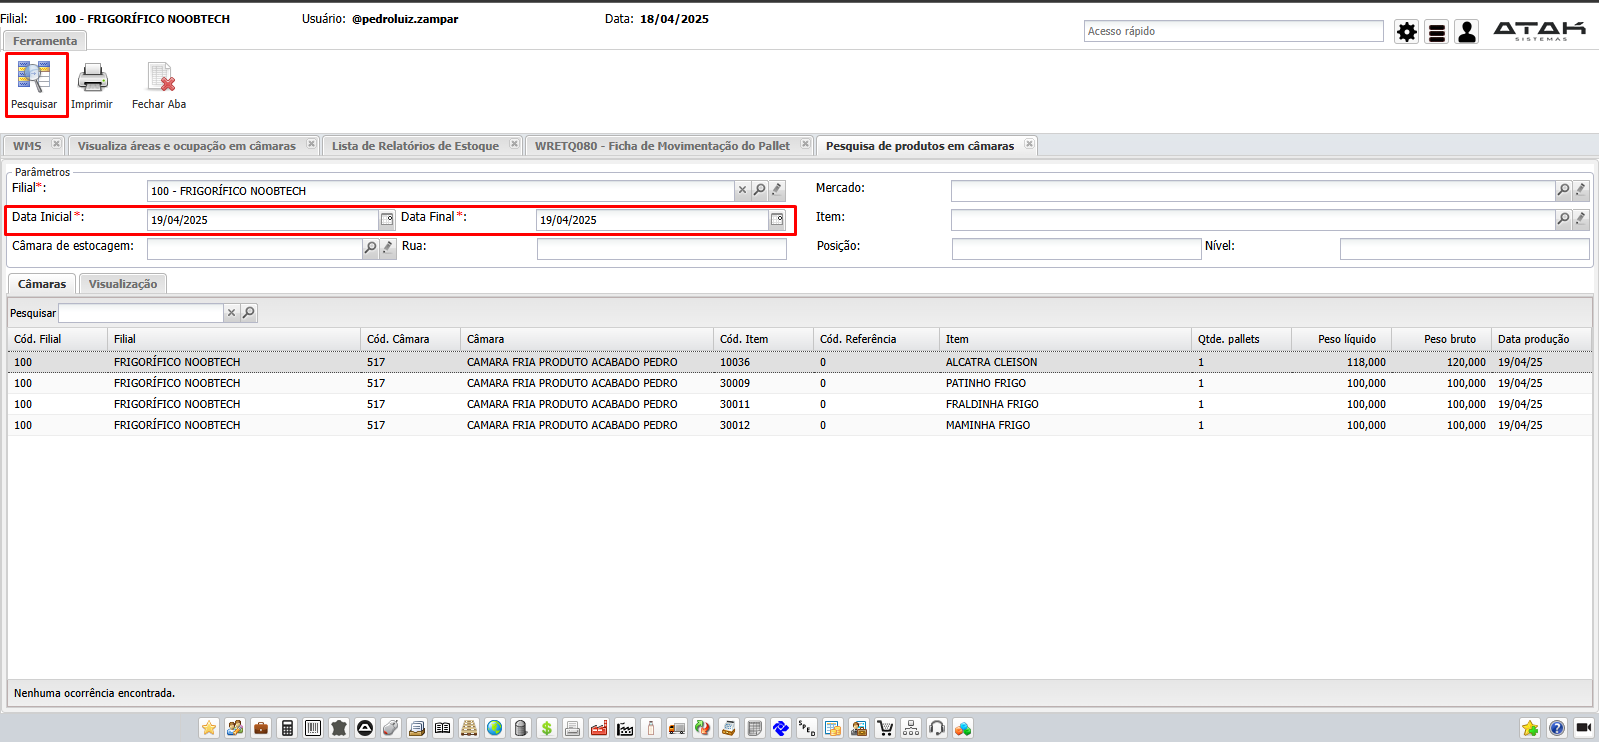 Filial: 100 - FRIGORÍFICO NOOBTECH Usuário: @pedroluiz.zampar Data: 18/04/2025
Acesso rápido
ATAK
SISTEMAS
Ferramenta
Pesquisar Imprimir Fechar Aba
WMS Visualiza áreas e ocupação em câmaras Lista de Relatórios de Estoque WRETQ080 - Ficha de Movimentação do Pallet Pesquisa de produtos em câmaras
Parâmetros
Filial*: 100 - FRIGORÍFICO NOOBTECH Mercado:
Data Inicial*: 19/04/2025 Data Final*: 19/04/2025 Item:
Câmara de estocagem: Rua: Posição: Nível:
Câmaras Visualização
Pesquisar
Cód. Filial Filial Cód. Câmara Câmara Cód. Item Cód. Referência Item Qtde. pallets Peso líquido Peso bruto Data produção
100 FRIGORÍFICO NOOBTECH 517 CAMARA FRIA PRODUTO ACABADO PEDRO 10036 0 ALCATRA CLEISON 1 118,000 120,000 19/04/25
100 FRIGORÍFICO NOOBTECH 517 CAMARA FRIA PRODUTO ACABADO PEDRO 30009 0 PATINHO FRIGO 1 100,000 100,000 19/04/25
100 FRIGORÍFICO NOOBTECH 517 CAMARA FRIA PRODUTO ACABADO PEDRO 30011 0 FRALDINHA FRIGO 1 100,000 100,000 19/04/25
100 FRIGORÍFICO NOOBTECH 517 CAMARA FRIA PRODUTO ACABADO PEDRO 30012 0 MAMINHA FRIGO 1 100,000 100,000 19/04/25
Nenhuma ocorrência encontrada.
SPED